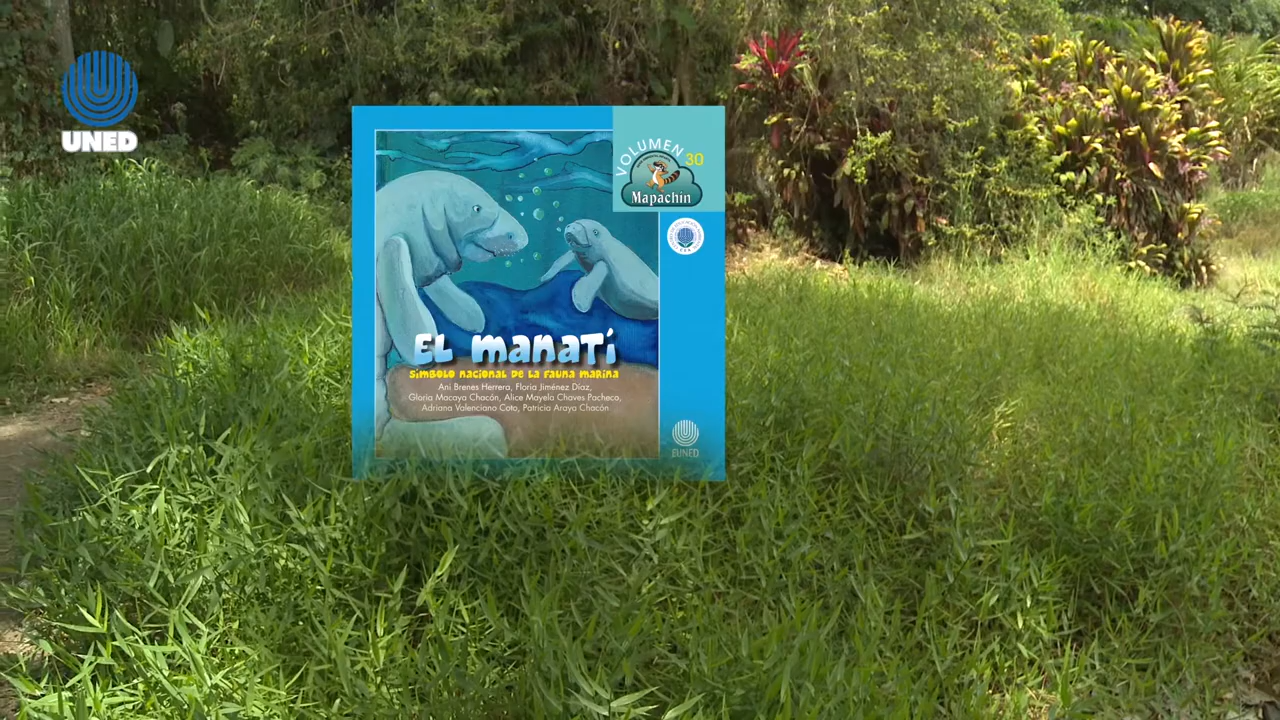 UNED
VOLUMEN 30
Mapachín
EL manatí
símbolo nacional de la fauna marina
Ani Brenes Herrera, Floria Jiménez Díaz,
Gloria Macaya Chacón, Alice Mayela Chaves Pacheco,
Adriana Valenciano Coto, Patricia Araya Chacón
EUNED